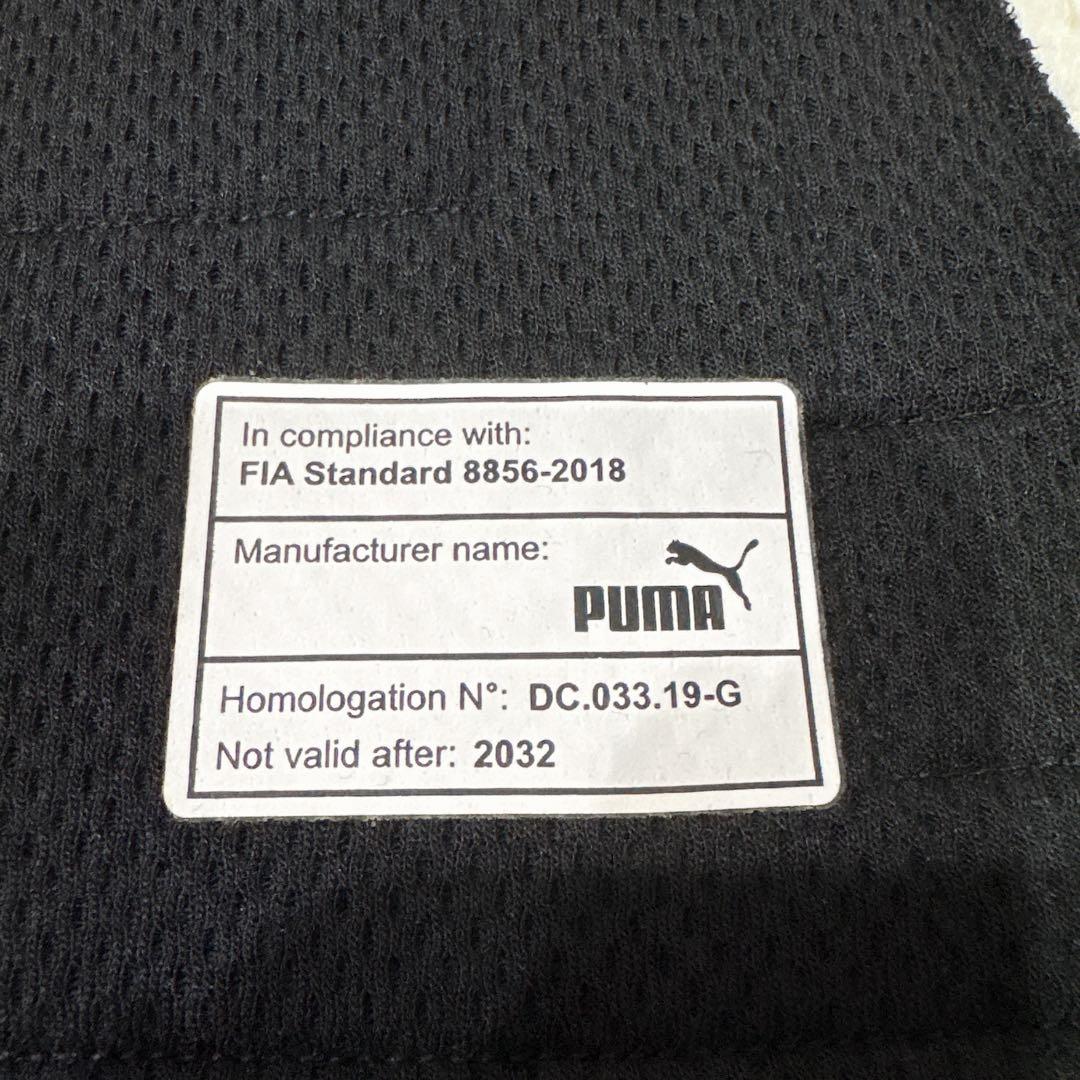 In compliance with:
FIA Standard 8856-2018
Manufacturer name:
PUMA
Homologation N°: DC.033.19-G
Not valid after: 2032